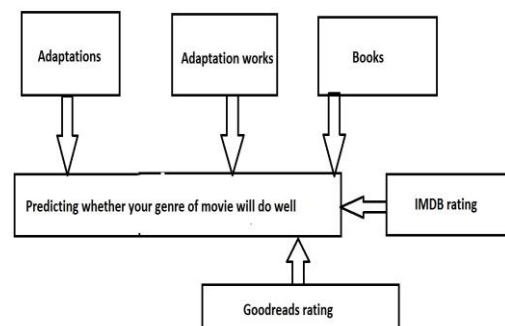 Adaptations
Adaptation works
Books
Predicting whether your genre of movie will do well
IMDB rating
Goodreads rating